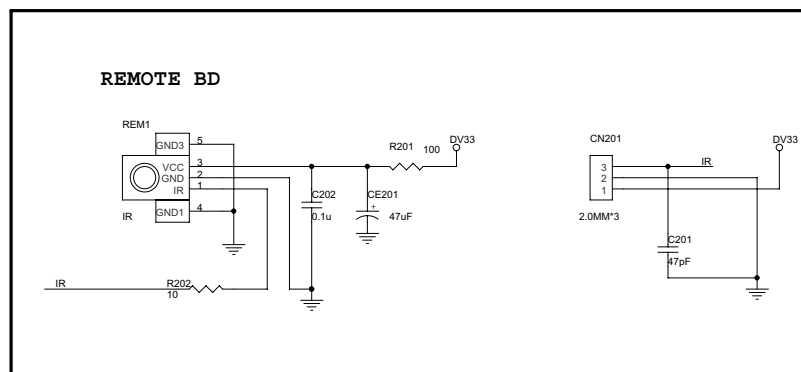 REMOTE BD
REM1
GND3 5
VCC 3
GND 2
IR 1
GND1 4
IR
R201 100
DV33
C202
0.1u
CE201
+
47uF
IR
R202
10
CN201
3
2
1
2.0MM*3
IR
DV33
C201
47pF